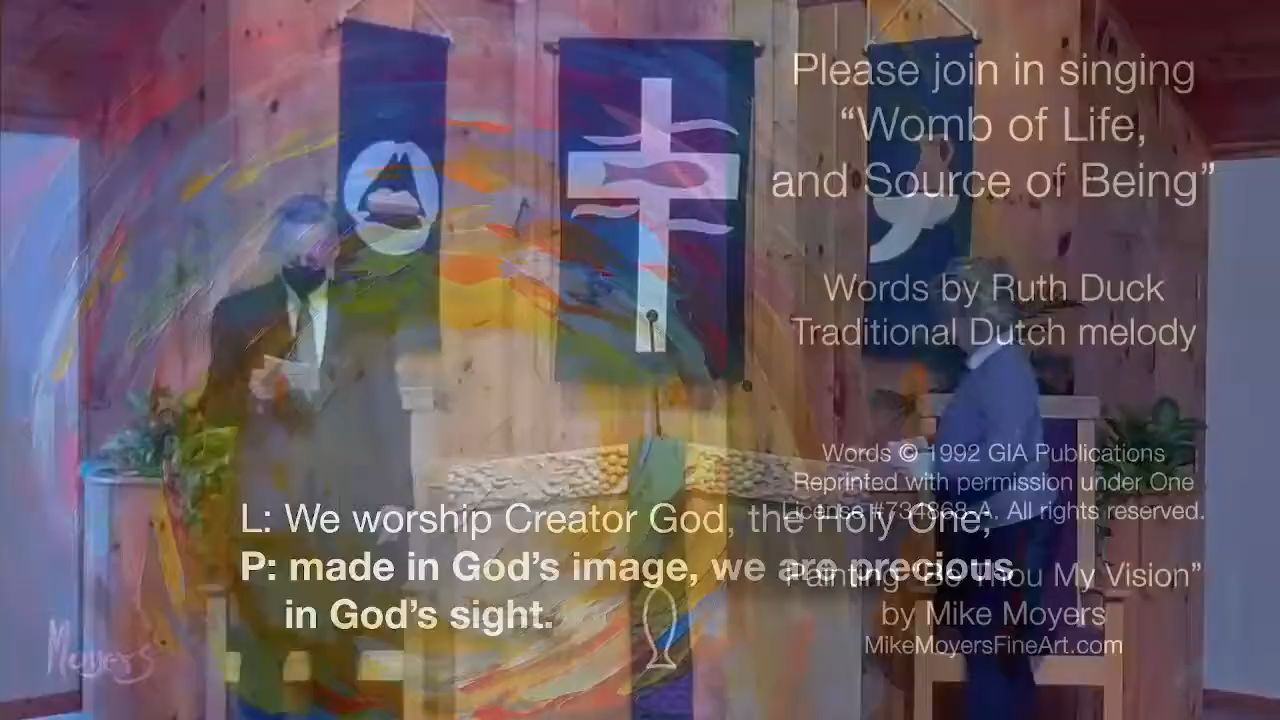 Please join in singing
“Womb of Life,
and Source of Being”
Words by Ruth Duck
Traditional Dutch melody
Words © 1992 GIA Publications
Reprinted with permission under One
License #734868-A. All rights reserved.
L: We worship Creator God, the Holy One;
P: made in God’s image, we are precious
in God’s sight.
Painting “Be Thou My Vision”
by Mike Moyers
MikeMoyersFineArt.com
Moyers